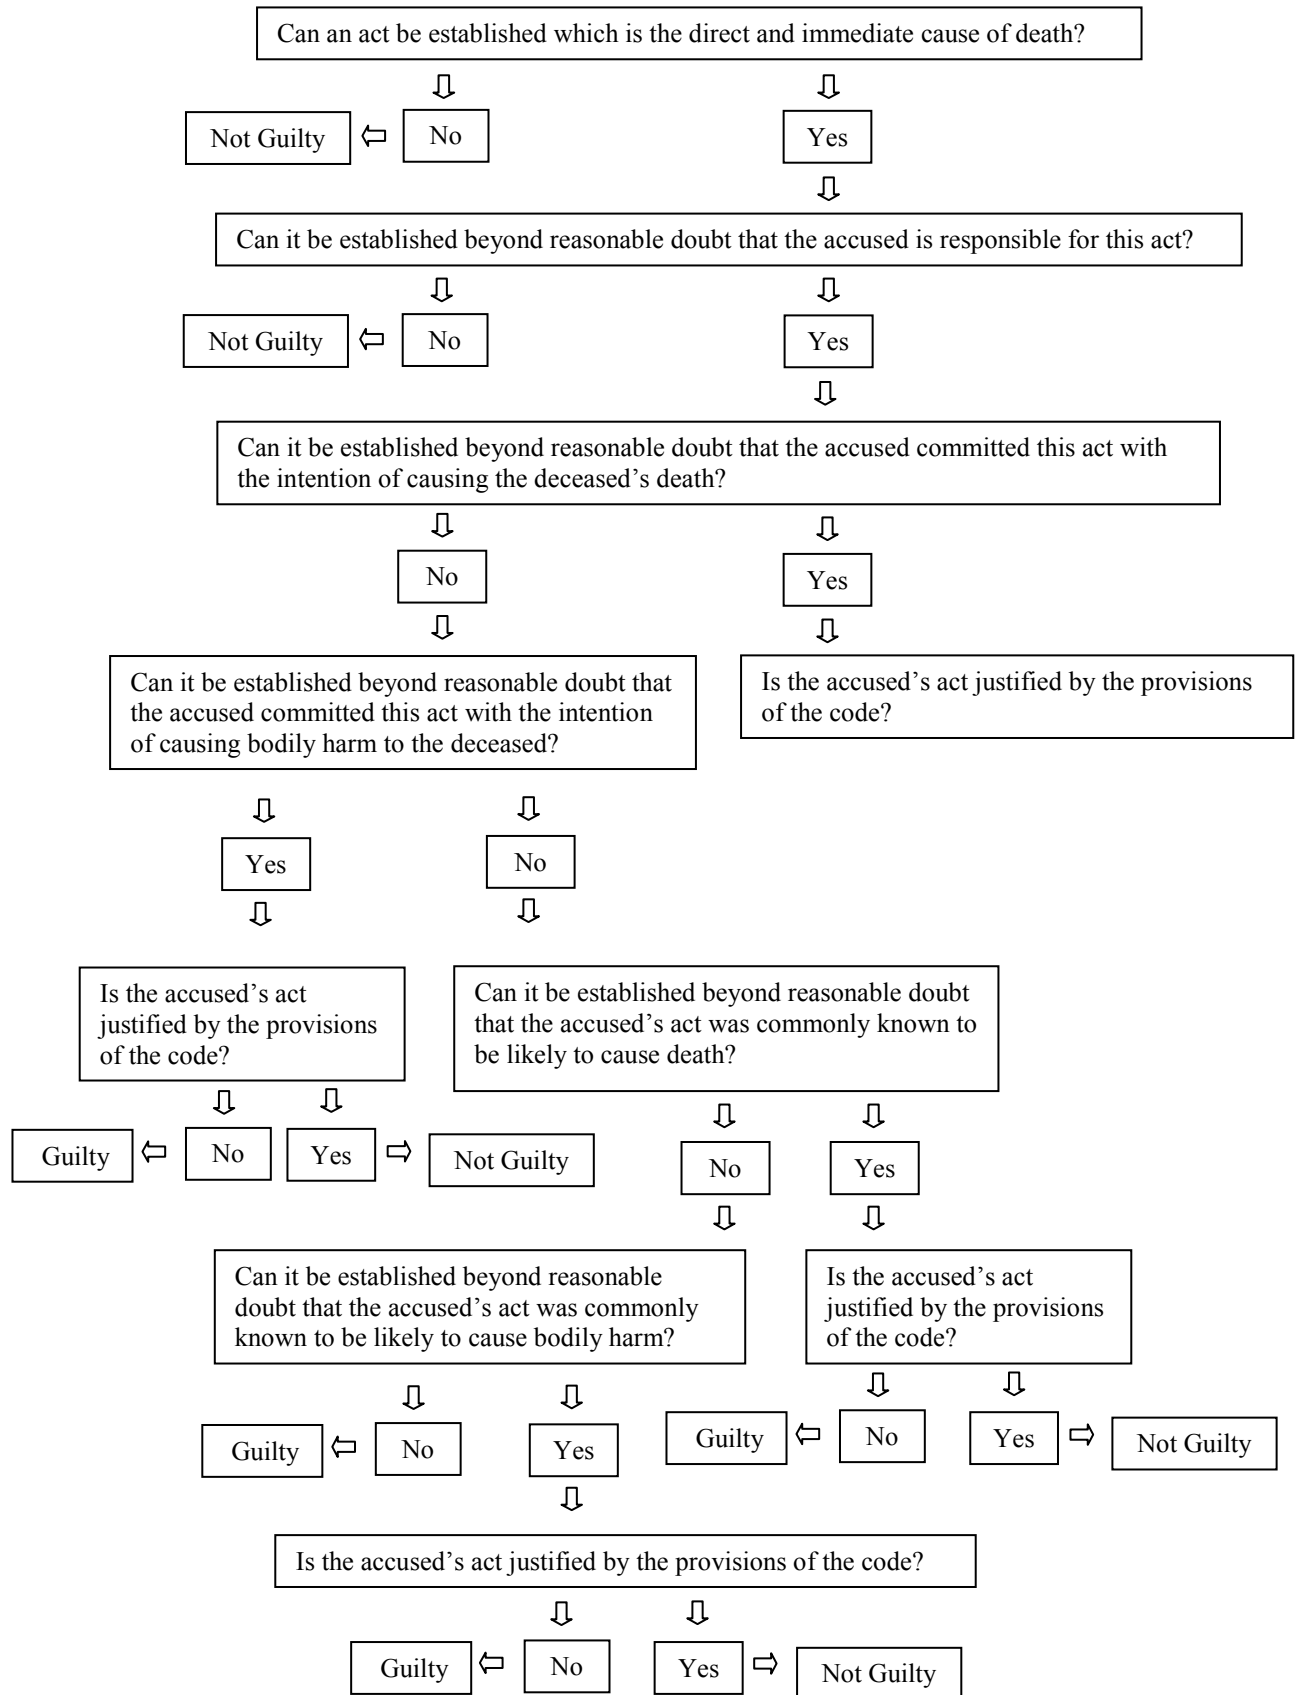 Can an act be established which is the direct and immediate cause of death?
Not Guilty
No
Yes
Can it be established beyond reasonable doubt that the accused is responsible for this act?
Not Guilty
No
Yes
Can it be established beyond reasonable doubt that the accused committed this act with
the intention of causing the deceased’s death?
No
Yes
Can it be established beyond reasonable doubt that
the accused committed this act with the intention
of causing bodily harm to the deceased?
Is the accused’s act justified by the provisions
of the code?
Yes
No
Is the accused’s act
justified by the provisions
of the code?
Can it be established beyond reasonable doubt
that the accused’s act was commonly known to
be likely to cause death?
Guilty
No
Yes
Not Guilty
No
Yes
Can it be established beyond reasonable
doubt that the accused’s act was commonly
known to be likely to cause bodily harm?
Is the accused’s act
justified by the provisions
of the code?
Guilty
No
Yes
Guilty
No
Yes
Not Guilty
Is the accused’s act justified by the provisions of the code?
Guilty
No
Yes
Not Guilty